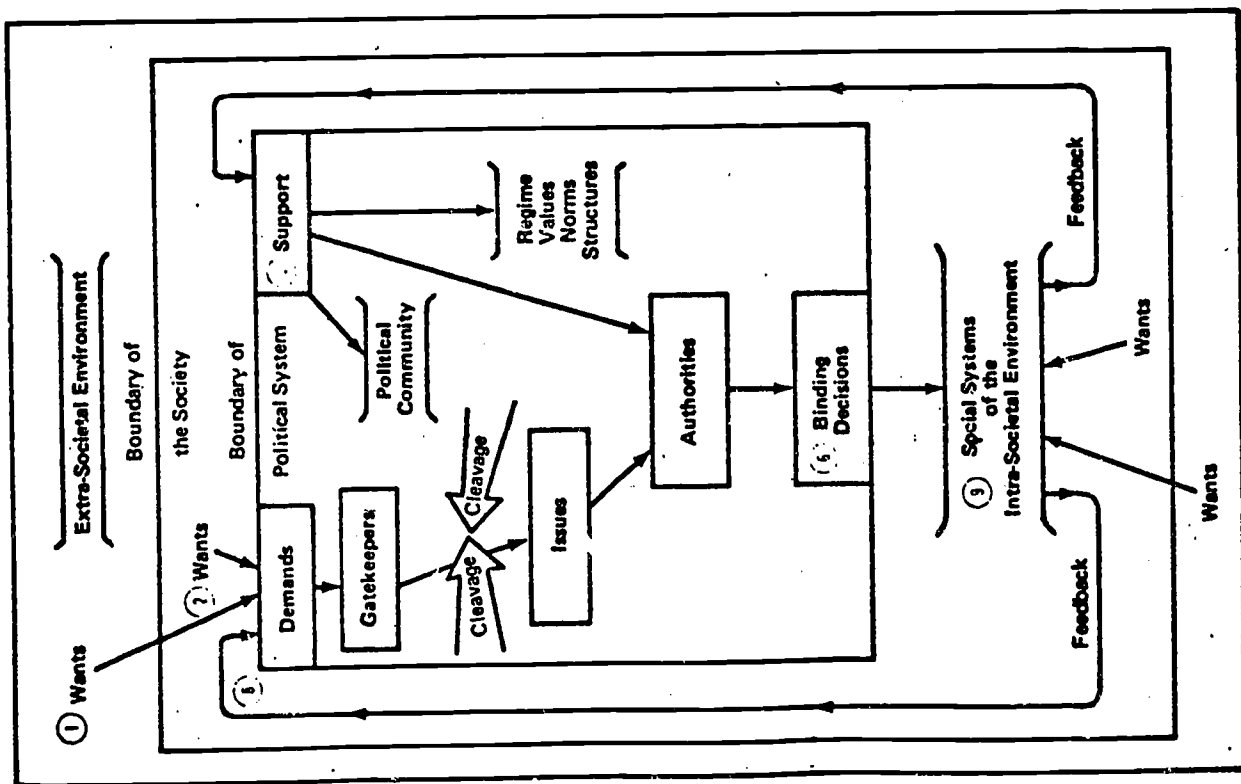 Extra-Societal Environment
Boundary of
the Society
Boundary of
Political System
1 Wants
? Wants
Demands
Gatekeepers
Cleavage
Cleavage
Issues
Support
Political
Community
Regime
Values
Norms
Structures
Authorities
Binding
Decisions
9 Social Systems
of the
Intra-Societal Environment
Feedback
Feedback
Wants
Wants